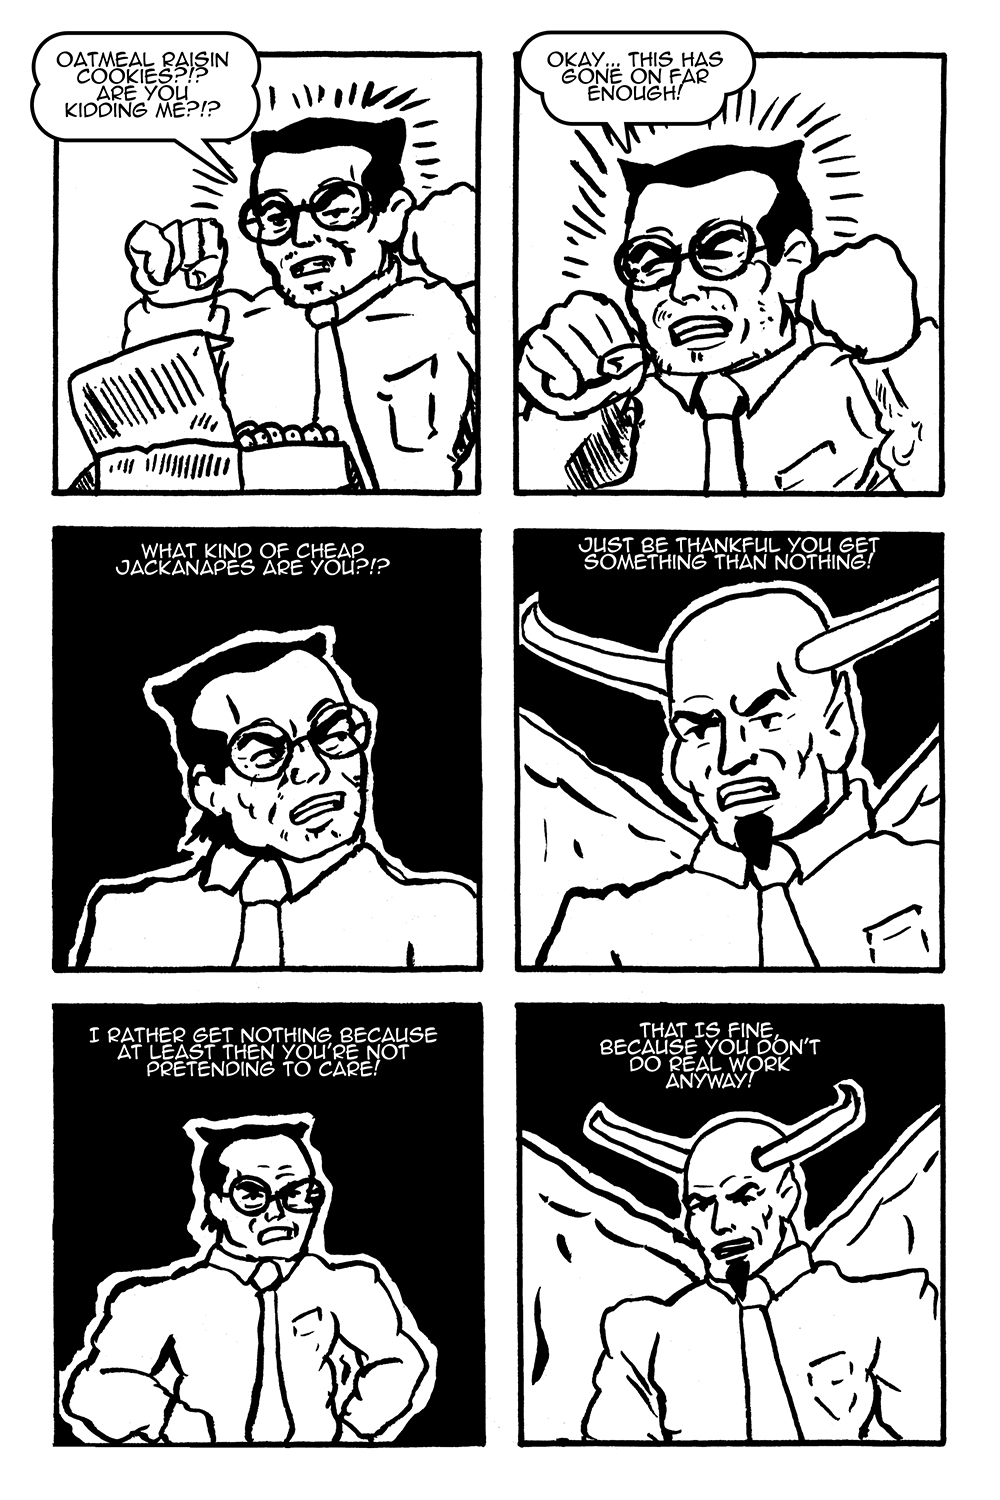 OATMEAL RAISIN
COOKIES?!?
ARE YOU
KIDDING ME?!?
OKAY... THIS HAS
GONE ON FAR
ENOUGH!
WHAT KIND OF CHEAP
JACKANAPES ARE YOU?!?
JUST BE THANKFUL YOU GET
SOMETHING THAN NOTHING!
I RATHER GET NOTHING BECAUSE
AT LEAST THEN YOU'RE NOT
PRETENDING TO CARE!
THAT IS FINE,
BECAUSE YOU DON'T
DO REAL WORK
ANYWAY!